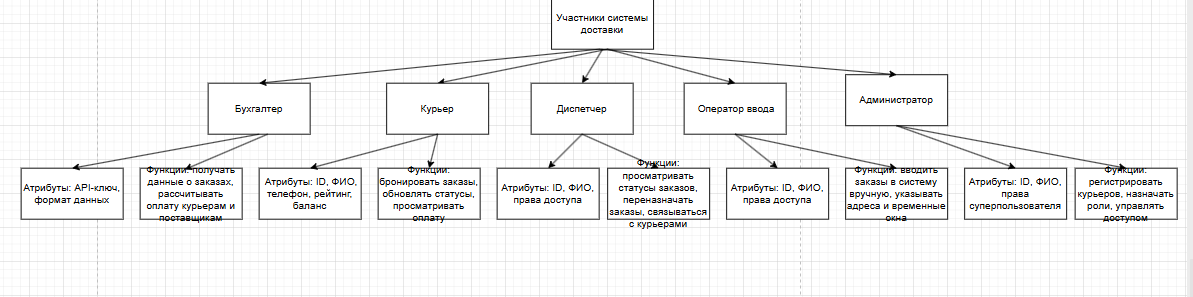 Участники системы
доставки
Бухгалтер
Курьер
Диспетчер
Оператор ввода
Администратор
Атрибуты: API-ключ,
формат данных
Функции: получать
данные о заказах,
рассчитывать
оплату курьерам и
поставщикам
Атрибуты: ID, ФИО,
телефон, рейтинг,
баланс
Функции:
бронировать заказы,
обновлять статусы,
просматривать
оплату
Атрибуты: ID, ФИО,
права доступа
Функции:
просматривать
статусы заказов,
переназначать
заказы, связываться
с курьерами
Атрибуты: ID, ФИО,
права доступа
Функции: вводить
заказы в систему
вручную, указывать
адреса и временные
окна
Атрибуты: ID, ФИО,
права
суперпользователя
Функции:
регистрировать
курьеров, назначать
роли, управлять
доступом